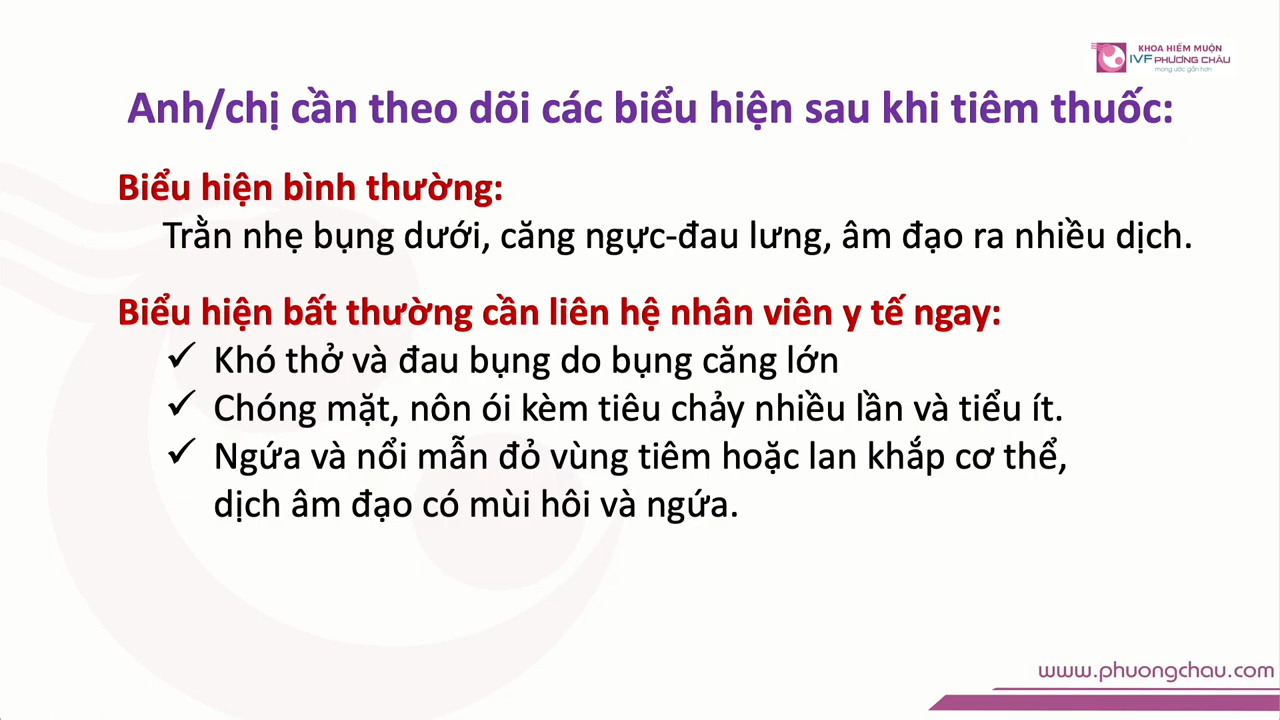 KHOA HIẾM MUỘN
IVF PHƯƠNG CHÂU
mong ước gần hơn
Anh/chị cần theo dõi các biểu hiện sau khi tiêm thuốc:
Biểu hiện bình thường:
Trằn nhẹ bụng dưới, căng ngực-đau lưng, âm đạo ra nhiều dịch.
Biểu hiện bất thường cần liên hệ nhân viên y tế ngay:
✓ Khó thở và đau bụng do bụng căng lớn
✓ Chóng mặt, nôn ói kèm tiêu chảy nhiều lần và tiểu ít.
✓ Ngứa và nổi mẫn đỏ vùng tiêm hoặc lan khắp cơ thể,
dịch âm đạo có mùi hôi và ngứa.
www.phuongchau.com